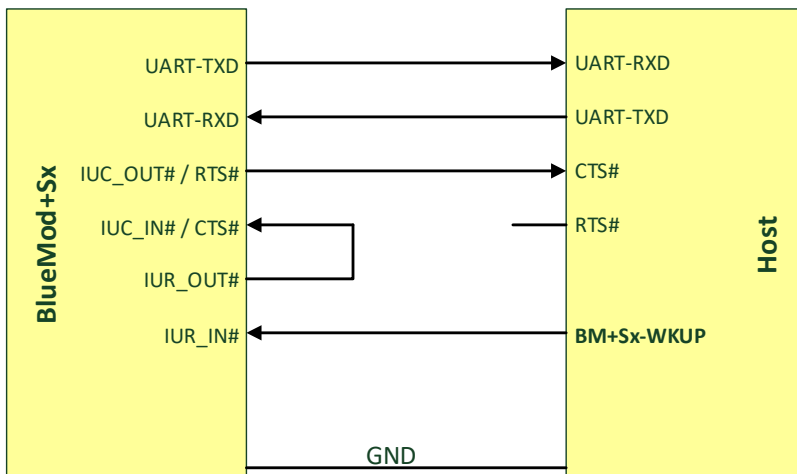 BlueMod+Sx
UART-TXD
UART-RXD
IUC_OUT# / RTS#
IUC_IN# / CTS#
IUR_OUT#
IUR_IN#
GND
UART-RXD
UART-TXD
CTS#
RTS#
BM+Sx-WKUP
Host